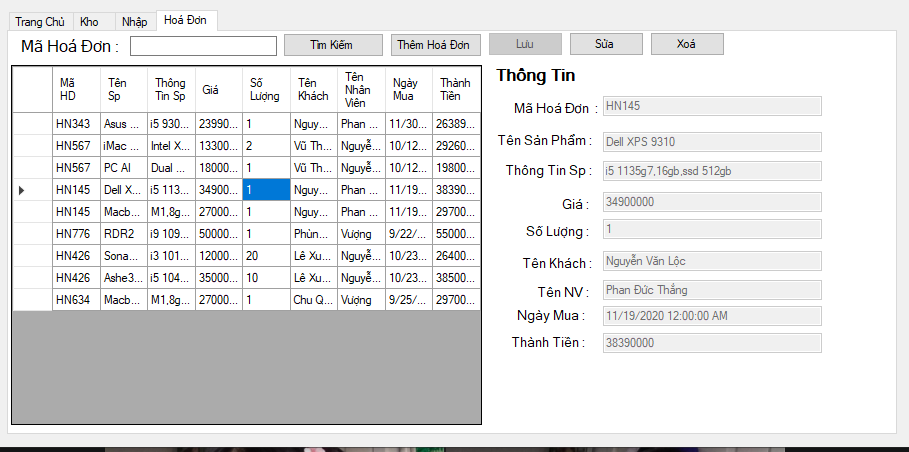 Trang Chủ Kho Nhập Hoá Đơn
Mã Hoá Đơn : Tìm Kiếm Thêm Hoá Đơn Lưu Sửa Xoá
Mã HD Tên Sp Thông Tin Sp Giá Số Lượng Tên Khách Tên Nhân Viên Ngày Mua Thành Tiền
HN343 Asus ... i5 930... 23990... 1 Nguy... Phan ... 11/30... 26389...
HN567 iMac ... Intel X... 13300... 2 Vũ Th... Nguyễ... 10/12... 29260...
HN567 PC AI Dual ... 18000... 1 Vũ Th... Nguyễ... 10/12... 19800...
HN145 Dell X... i5 113... 34900... 1 Nguy... Phan ... 11/19... 38390...
HN145 Macb... M1,8g... 27000... 1 Nguy... Phan ... 11/19... 29700...
HN776 RDR2 i9 109... 50000... 1 Phùn... Vượng 9/22/... 55000...
HN426 Sona... i3 101... 12000... 20 Lê Xu... Nguyễ... 10/23... 26400...
HN426 Ashe3... i5 104... 35000... 10 Lê Xu... Nguyễ... 10/23... 38500...
HN634 Macb... M1,8g... 27000... 1 Chu Q... Vượng 9/25/... 29700...
Thông Tin
Mã Hoá Đơn : HN145
Tên Sản Phẩm : Dell XPS 9310
Thông Tin Sp : i5 1135g7,16gb,ssd 512gb
Giá : 34900000
Số Lượng : 1
Tên Khách : Nguyễn Văn Lộc
Tên NV : Phan Đức Thắng
Ngày Mua : 11/19/2020 12:00:00 AM
Thành Tiền : 38390000